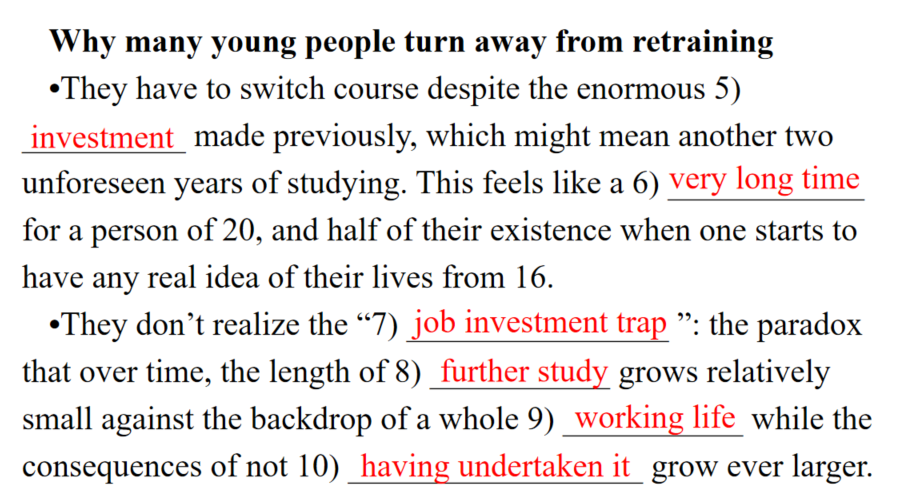 Why many young people turn away from retraining
•They have to switch course despite the enormous 5)
investment made previously, which might mean another two
unforeseen years of studying. This feels like a 6) very long time
for a person of 20, and half of their existence when one starts to
have any real idea of their lives from 16.
•They don’t realize the “7) job investment trap ”: the paradox
that over time, the length of 8) further study grows relatively
small against the backdrop of a whole 9) working life while the
consequences of not 10) having undertaken it grow ever larger.